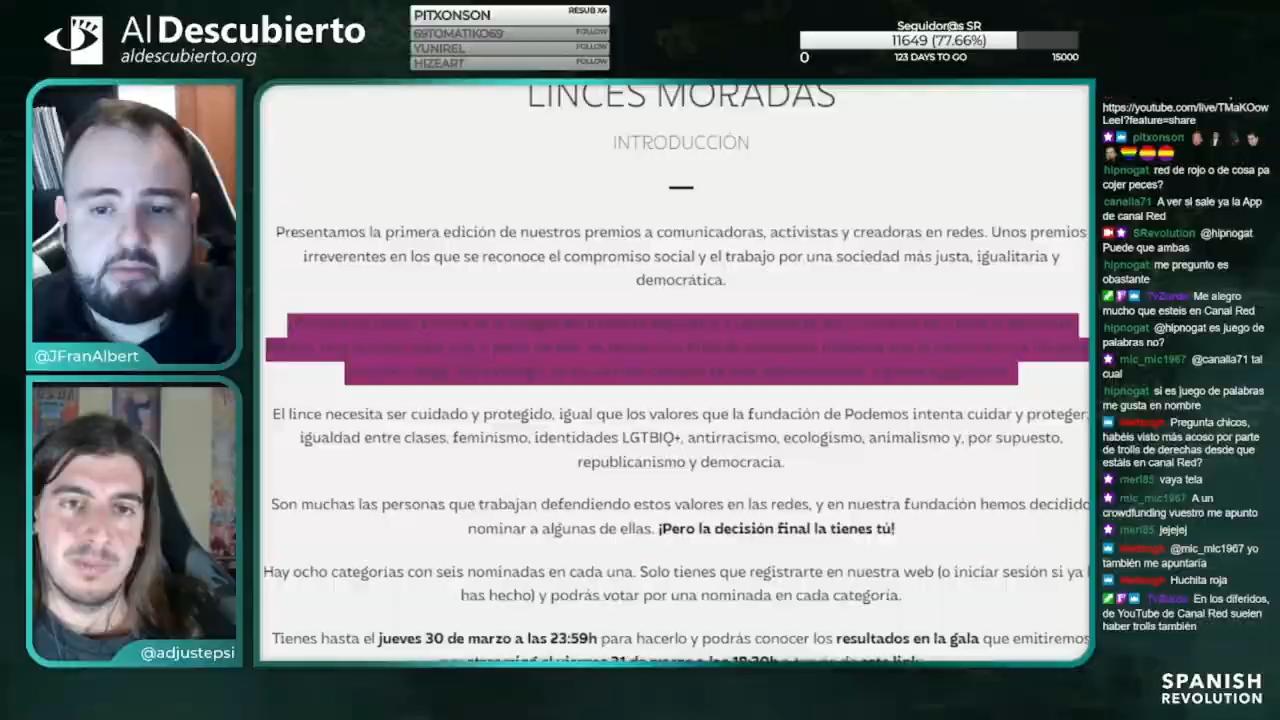 Al Descubierto
aldescubierto.org
PITXONSON RESUB X4
69TOMATIKO69 FOLLOW
YUNIREL FOLLOW
HIZEART FOLLOW
Seguidor@s SR
11649 (77.66%)
0 123 DAYS TO GO 15000
@JFranAlbert
@adjustepsi
LINCES MORADAS
INTRODUCCIÓN
Presentamos la primera edición de nuestros premios a comunicadoras, activistas y creadoras en redes. Unos premios
irreverentes en los que se reconoce el compromiso social y el trabajo por una sociedad más justa, igualitaria y
democrática.
El lince necesita ser cuidado y protegido, igual que los valores que la fundación de Podemos intenta cuidar y proteger:
igualdad entre clases, feminismo, identidades LGTBIQ+, antirracismo, ecologismo, animalismo y, por supuesto,
republicanismo y democracia.
Son muchas las personas que trabajan defendiendo estos valores en las redes, y en nuestra fundación hemos decidido
nominar a algunas de ellas. ¡Pero la decisión final la tienes tú!
Hay ocho categorías con seis nominadas en cada una. Solo tienes que registrarte en nuestra web (o iniciar sesión si ya l
has hecho) y podrás votar por una nominada en cada categoría.
Tienes hasta el jueves 30 de marzo a las 23:59h para hacerlo y podrás conocer los resultados en la gala que emitiremos
https://youtube.com/live/TMaKOow
LeeI?feature=share
pitxonson
hipnogat red de rojo o de cosa pa
cojer peces?
canalla71 A ver si sale ya la App
de canal Red
SRevolution @hipnogat
Puede que ambas
hipnogat me pregunto es
obastante
TvZurdo Me alegro
mucho que esteis en Canal Red
hipnogat @hipnogat es juego de
palabras no?
mic_mic1967 @canalla71 tal
cual
hipnogat si es juego de palabras
me gusta en nombre
Pregunta chicos,
habéis visto más acoso por parte
de trolls de derechas desde que
estáis en canal Red?
meri85 vaya tela
mic_mic1967 A un
crowdfunding vuestro me apunto
meri85 jejejej
@mic_mic1967 yo
también me apuntaría
Huchita roja
TvZurdo En los diferidos,
de YouTube de Canal Red suelen
haber trolls también
SPANISH
REVOLUTION